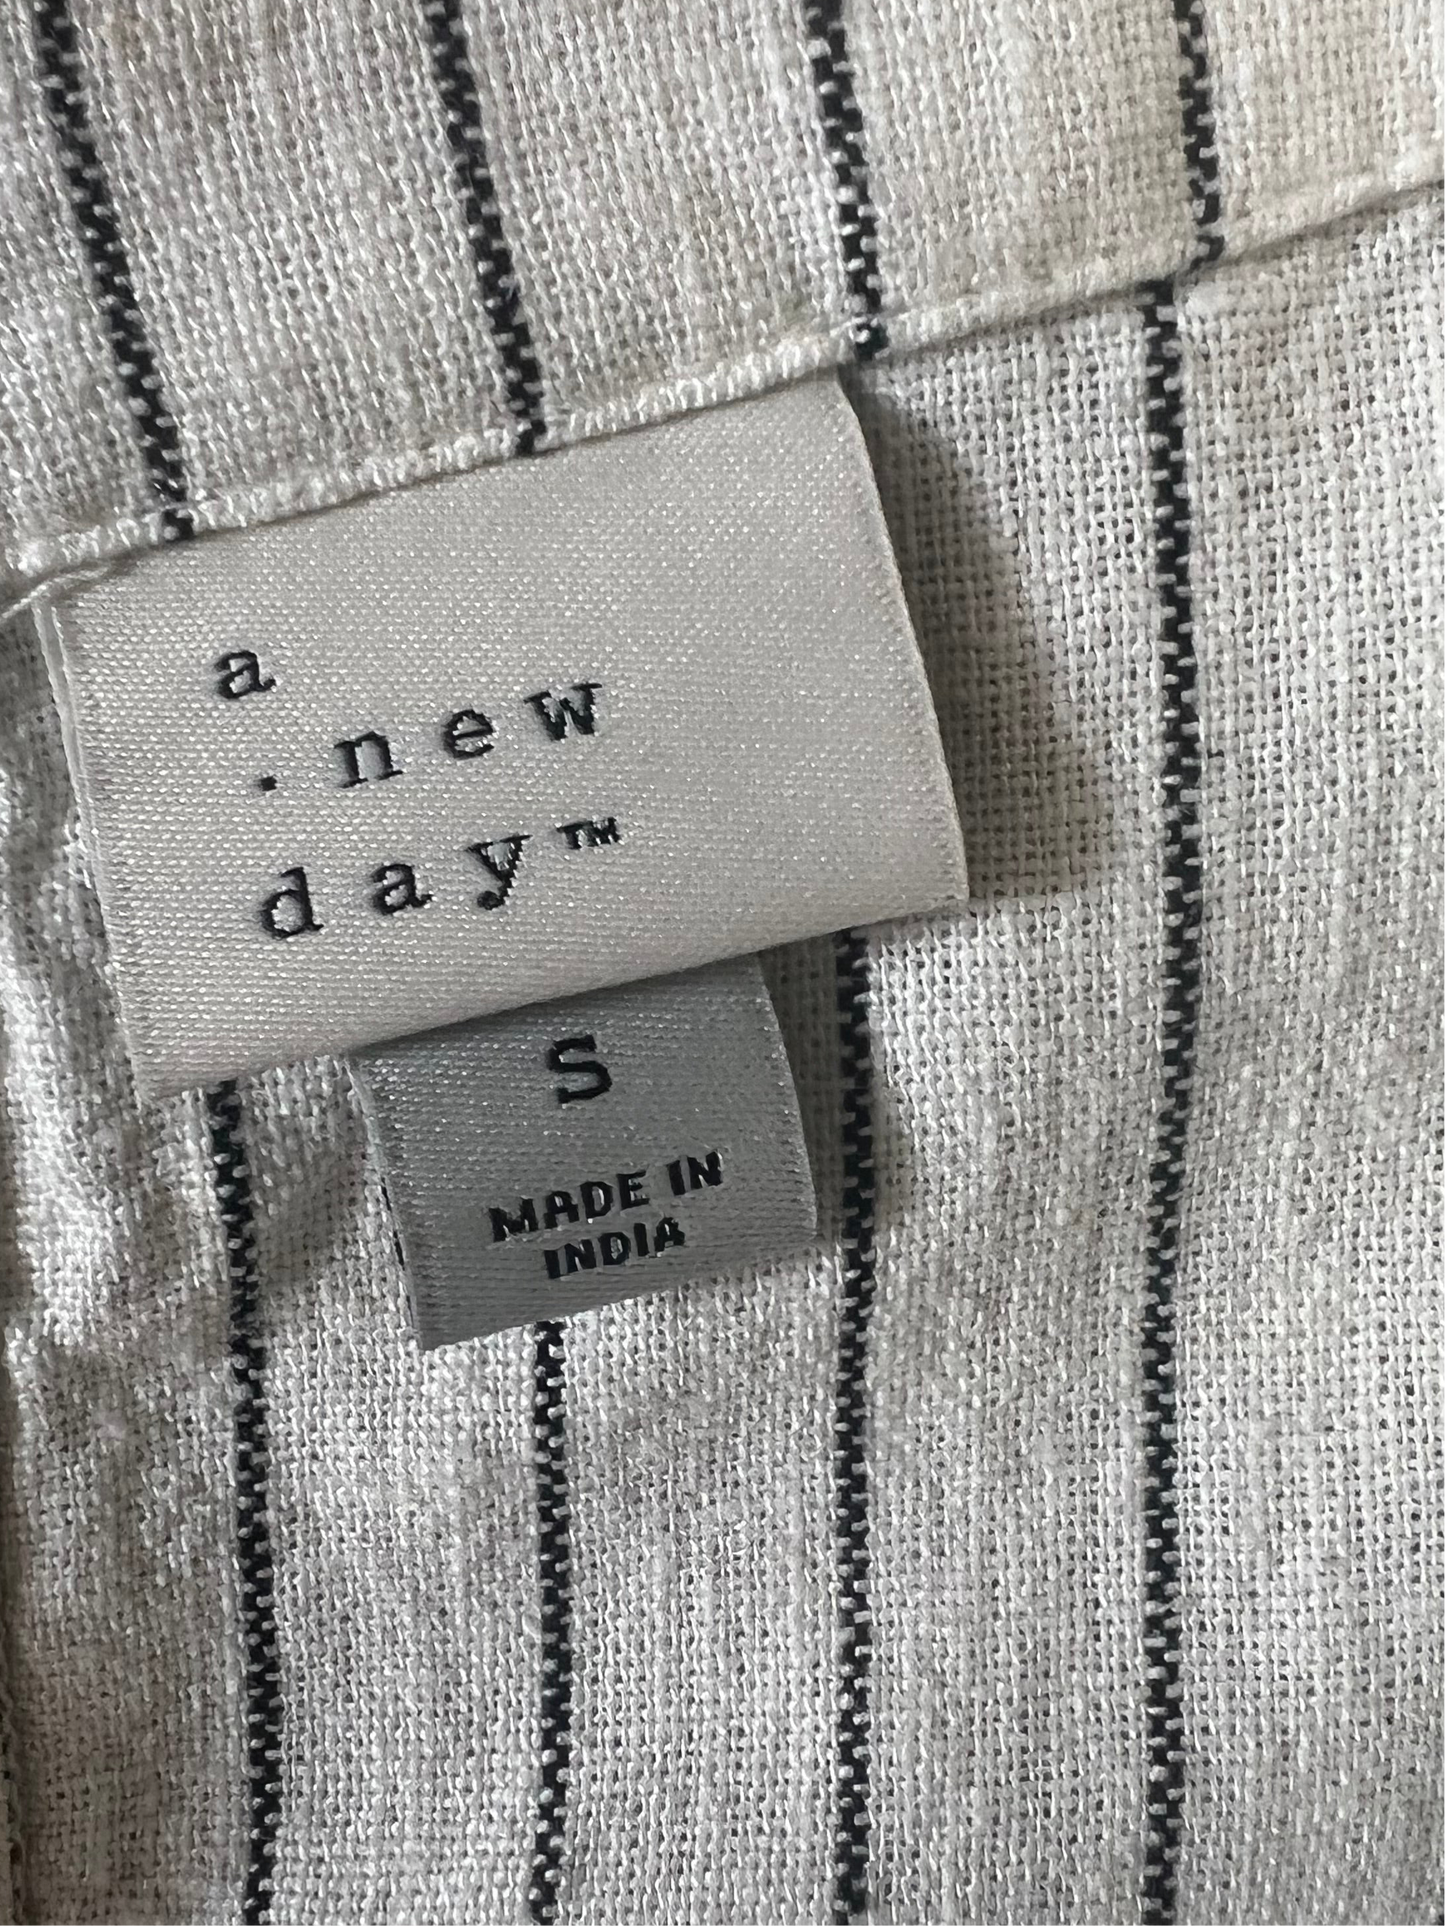 a
. new
day™
S
MADE IN
INDIA